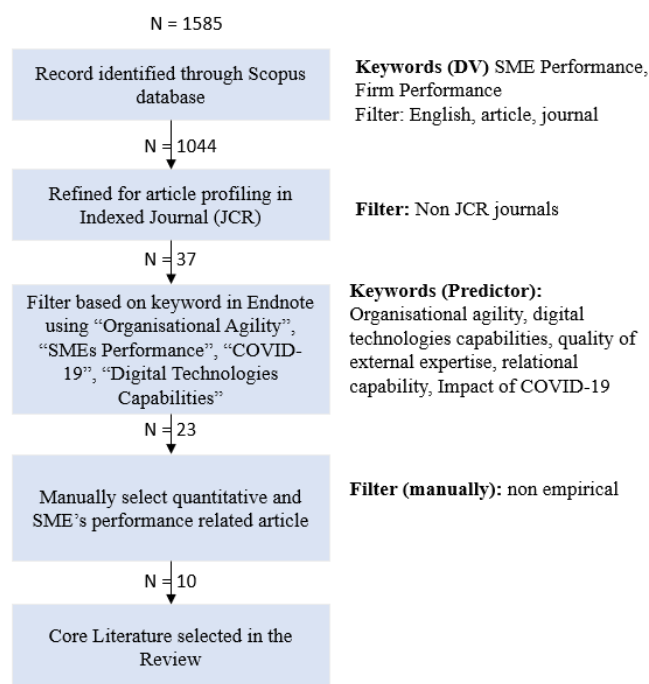 N = 1585
Record identified through Scopus
database
Keywords (DV) SME Performance,
Firm Performance
Filter: English, article, journal
N = 1044
Refined for article profiling in
Indexed Journal (JCR)
Filter: Non JCR journals
N = 37
Filter based on keyword in Endnote
using “Organisational Agility”,
“SMEs Performance”, “COVID-
19”, “Digital Technologies
Capabilities”
Keywords (Predictor):
Organisational agility, digital
technologies capabilities, quality of
external expertise, relational
capability, Impact of COVID-19
N = 23
Manually select quantitative and
SME’s performance related article
Filter (manually): non empirical
N = 10
Core Literature selected in the
Review